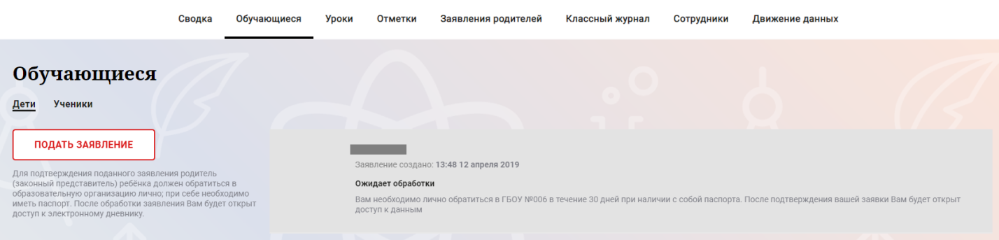 Сводка Обучающиеся Уроки Отметки Заявления родителей Классный журнал Сотрудники Движение данных
Обучающиеся
Дети Ученики
ПОДАТЬ ЗАЯВЛЕНИЕ
Для подтверждения поданного заявления родитель
(законный представитель) ребёнка должен обратиться в
образовательную организацию лично; при себе необходимо
иметь паспорт. После обработки заявления Вам будет открыт
доступ к электронному дневнику.
Заявление создано: 13:48 12 апреля 2019
Ожидает обработки
Вам необходимо лично обратиться в ГБОУ №006 в течение 30 дней при наличии с собой паспорта. После подтверждения вашей заявки Вам будет открыт
доступ к данным